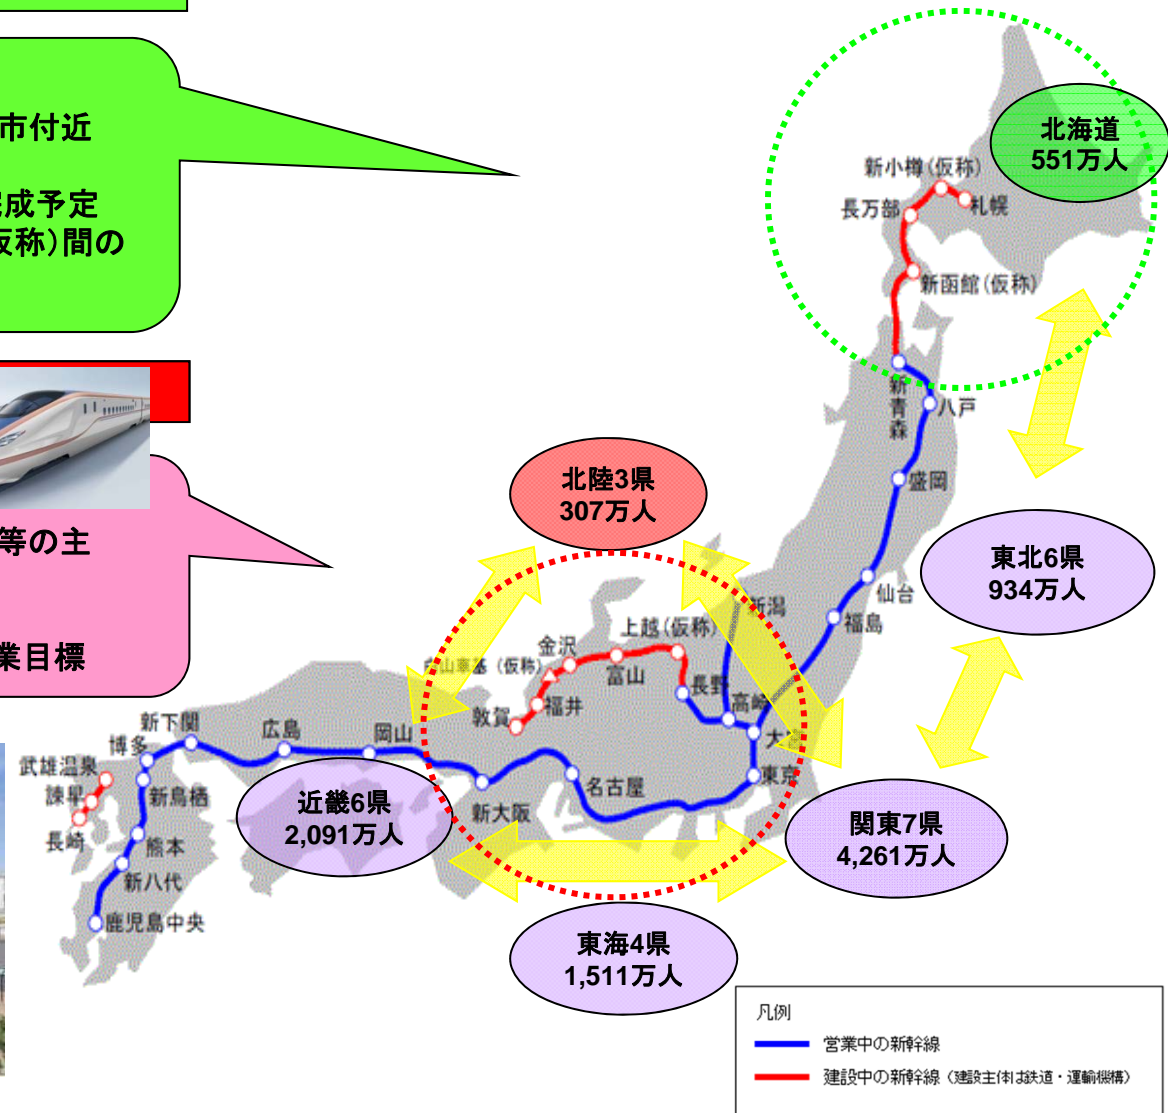 市付近
完成予定
仮称)間の
等の主
業目標
北海道
551万人
新小樽(仮称)
長万部
札幌
新函館(仮称)
新青森
八戸
盛岡
北陸3県
307万人
東北6県
934万人
仙台
福島
新潟
上越(仮称)
金沢
白山車基(仮称)
富山
長野
高崎
福井
敦賀
大宮
東京
新下関
広島
岡山
博多
武雄温泉
諫早
新鳥栖
長崎
熊本
新八代
鹿児島中央
名古屋
新大阪
近畿6県
2,091万人
関東7県
4,261万人
東海4県
1,511万人
凡例
営業中の新幹線
建設中の新幹線(建設主体は鉄道・運輸機構)